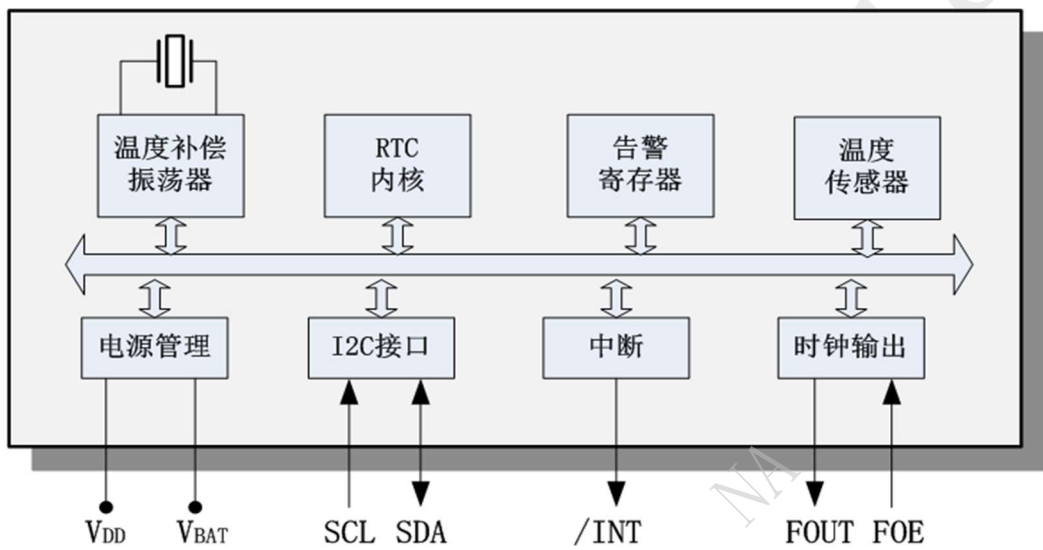 温度补偿
振荡器
RTC
内核
告警
寄存器
温度
传感器
电源管理
I2C接口
中断
时钟输出
VDD
VBAT
SCL
SDA
/INT
FOUT
FOE
NA